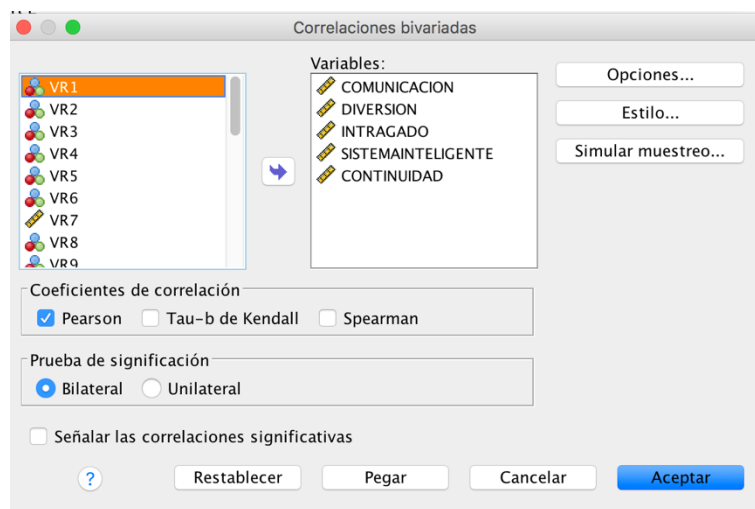 Correlaciones bivariadas
Variables:
VR1
VR2
VR3
VR4
VR5
VR6
VR7
VR8
VR9
COMUNICACION
DIVERSION
INTRAGADO
SISTEMAINTELIGENTE
CONTINUIDAD
Opciones...
Estilo...
Simular muestreo...
Coeficientes de correlación
Pearson Tau-b de Kendall Spearman
Prueba de significación
Bilateral Unilateral
Señalar las correlaciones significativas
? Restablecer Pegar Cancelar Aceptar